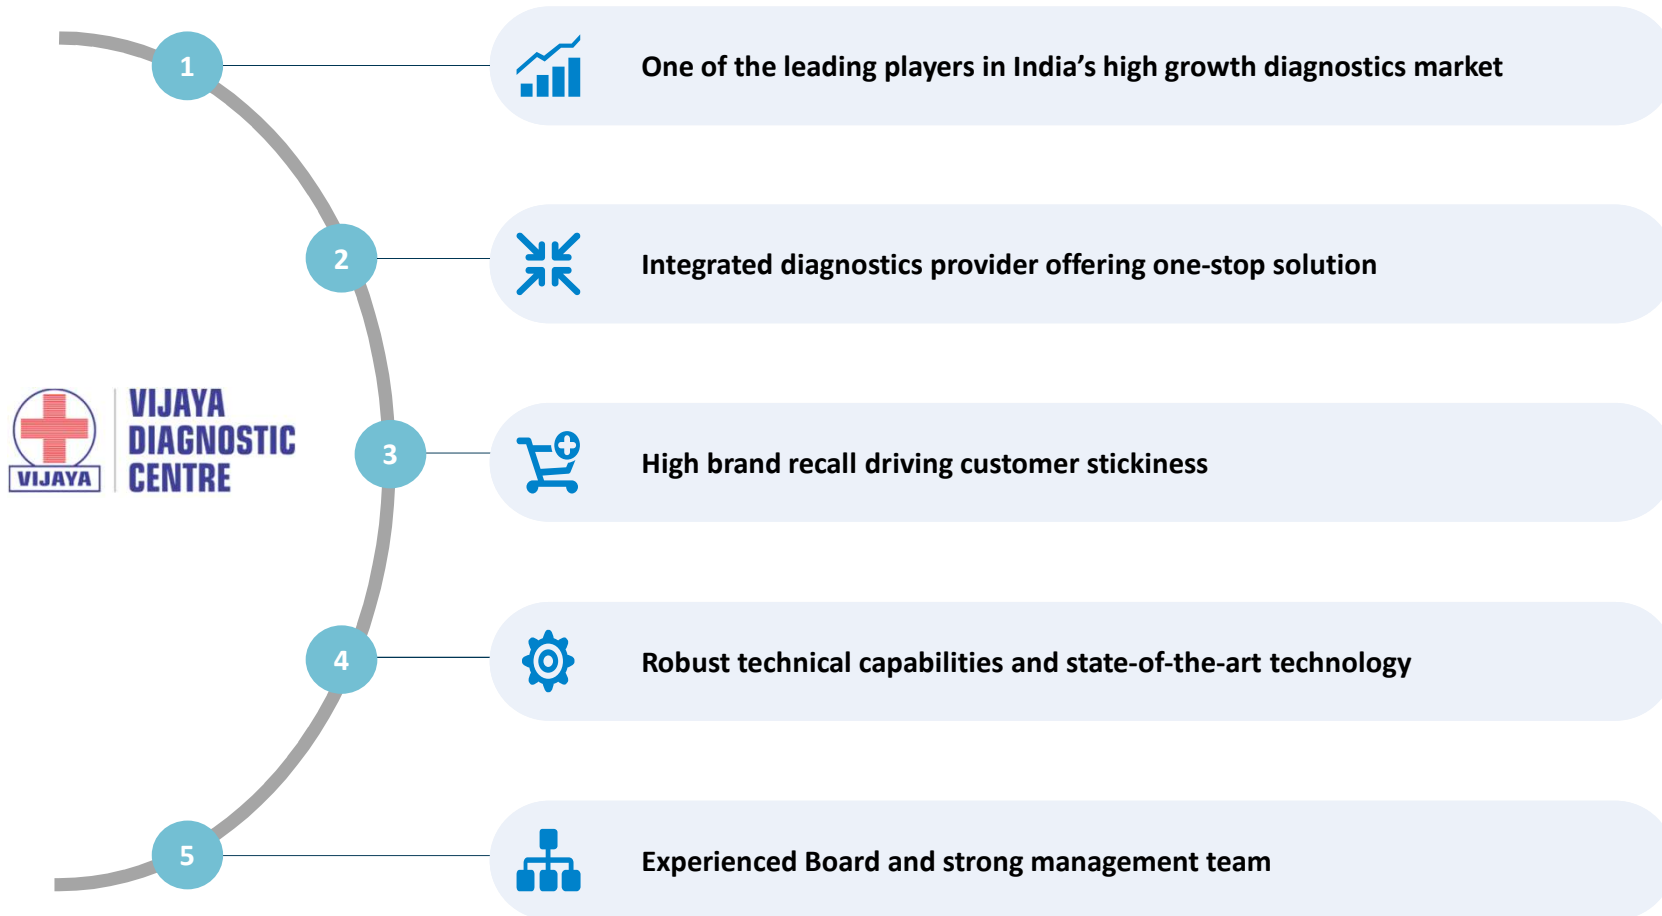 1
One of the leading players in India’s high growth diagnostics market
2
Integrated diagnostics provider offering one-stop solution
VIJAYA
VIJAYA
DIAGNOSTIC
CENTRE
3
High brand recall driving customer stickiness
4
Robust technical capabilities and state-of-the-art technology
5
Experienced Board and strong management team